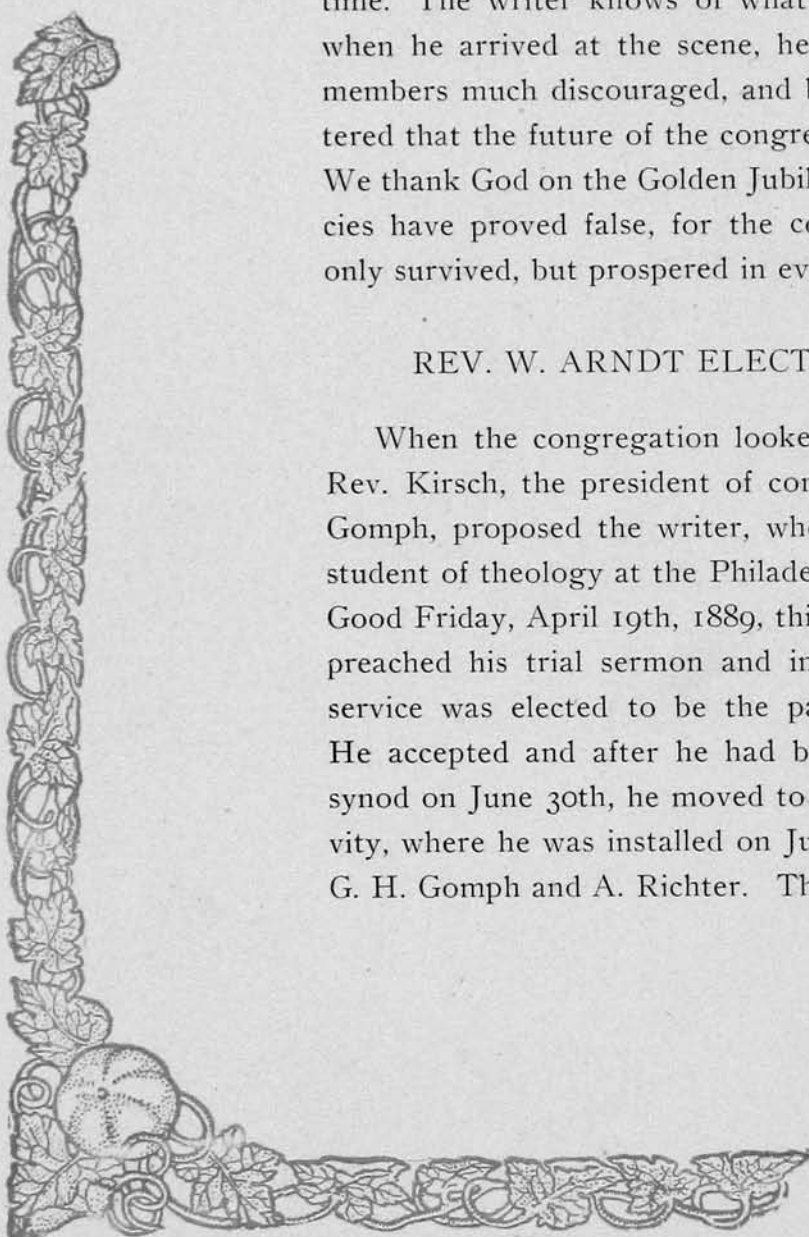 time. The writer knows of what
when he arrived at the scene, he
members much discouraged, and
tered that the future of the congre
We thank God on the Golden Jubil
cies have proved false, for the c
only survived, but prospered in ev
REV. W. ARNDT ELECT
When the congregation looke
Rev. Kirsch, the president of con
Gomph, proposed the writer, wh
student of theology at the Philade
Good Friday, April 19th, 1889, thi
preached his trial sermon and in
service was elected to be the pa
He accepted and after he had b
synod on June 30th, he moved to
vity, where he was installed on Ju
G. H. Gomph and A. Richter. Th